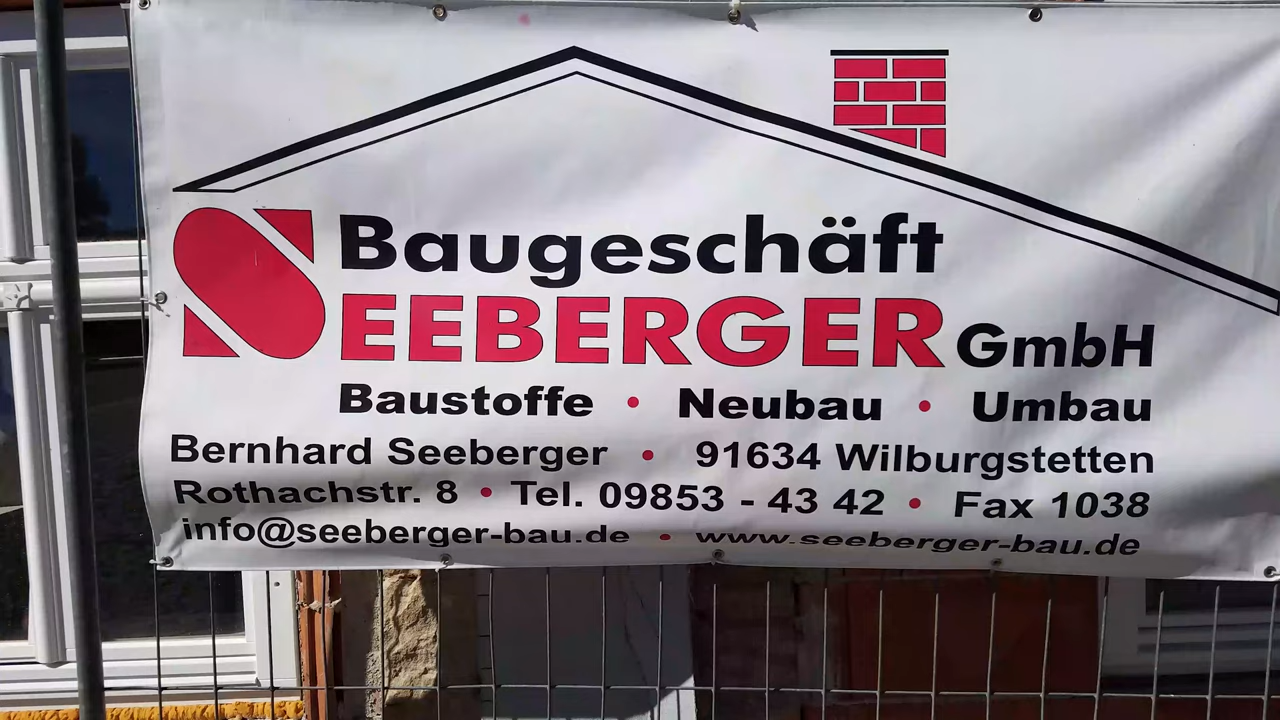 Baugeschäft
SEEBERGER GmbH
Baustoffe • Neubau • Umbau
Bernhard Seeberger • 91634 Wilburgstetten
Rothachstr. 8 • Tel. 09853 - 43 42 • Fax 1038
info@seeberger-bau.de • www.seeberger-bau.de